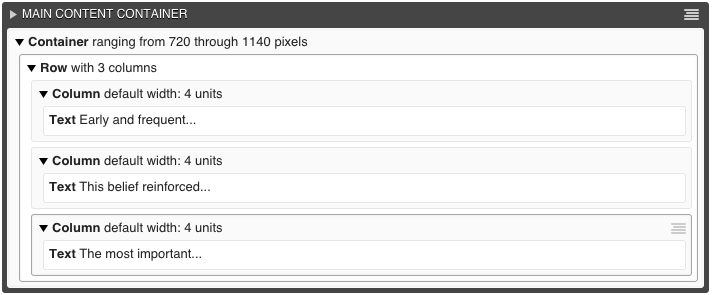 MAIN CONTENT CONTAINER
Container ranging from 720 through 1140 pixels
Row with 3 columns
Column default width: 4 units
Text Early and frequent...
Column default width: 4 units
Text This belief reinforced...
Column default width: 4 units
Text The most important...